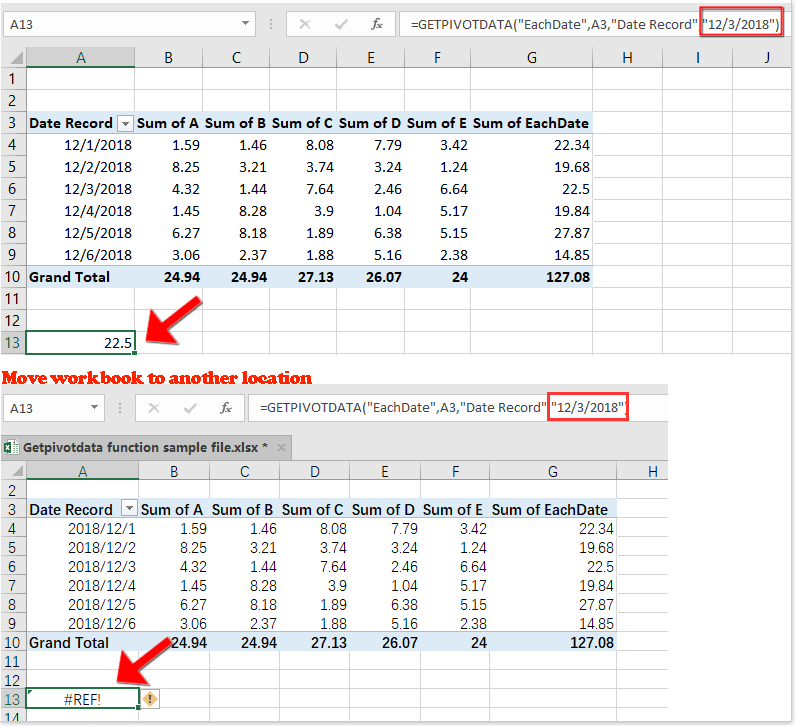 A13 fx =GETPIVOTDATA("EachDate",A3,"Date Record","12/3/2018")
A B C D E F G H I J
1
2
3 Date Record Sum of A Sum of B Sum of C Sum of D Sum of E Sum of EachDate
4 12/1/2018 1.59 1.46 8.08 7.79 3.42 22.34
5 12/2/2018 8.25 3.21 3.74 3.24 1.24 19.68
6 12/3/2018 4.32 1.44 7.64 2.46 6.64 22.5
7 12/4/2018 1.45 8.28 3.9 1.04 5.17 19.84
8 12/5/2018 6.27 8.18 1.89 6.38 5.15 27.87
9 12/6/2018 3.06 2.37 1.88 5.16 2.38 14.85
10 Grand Total 24.94 24.94 27.13 26.07 24 127.08
11
12
13 22.5
Move workbook to another location
A13 fx =GETPIVOTDATA("EachDate",A3,"Date Record","12/3/2018")
Getpivotdata function sample file.xlsx *
A B C D E F G H
2
3 Date Record Sum of A Sum of B Sum of C Sum of D Sum of E Sum of EachDate
4 2018/12/1 1.59 1.46 8.08 7.79 3.42 22.34
5 2018/12/2 8.25 3.21 3.74 3.24 1.24 19.68
6 2018/12/3 4.32 1.44 7.64 2.46 6.64 22.5
7 2018/12/4 1.45 8.28 3.9 1.04 5.17 19.84
8 2018/12/5 6.27 8.18 1.89 6.38 5.15 27.87
9 2018/12/6 3.06 2.37 1.88 5.16 2.38 14.85
10 Grand Total 24.94 24.94 27.13 26.07 24 127.08
11
12
13 #REF!
14